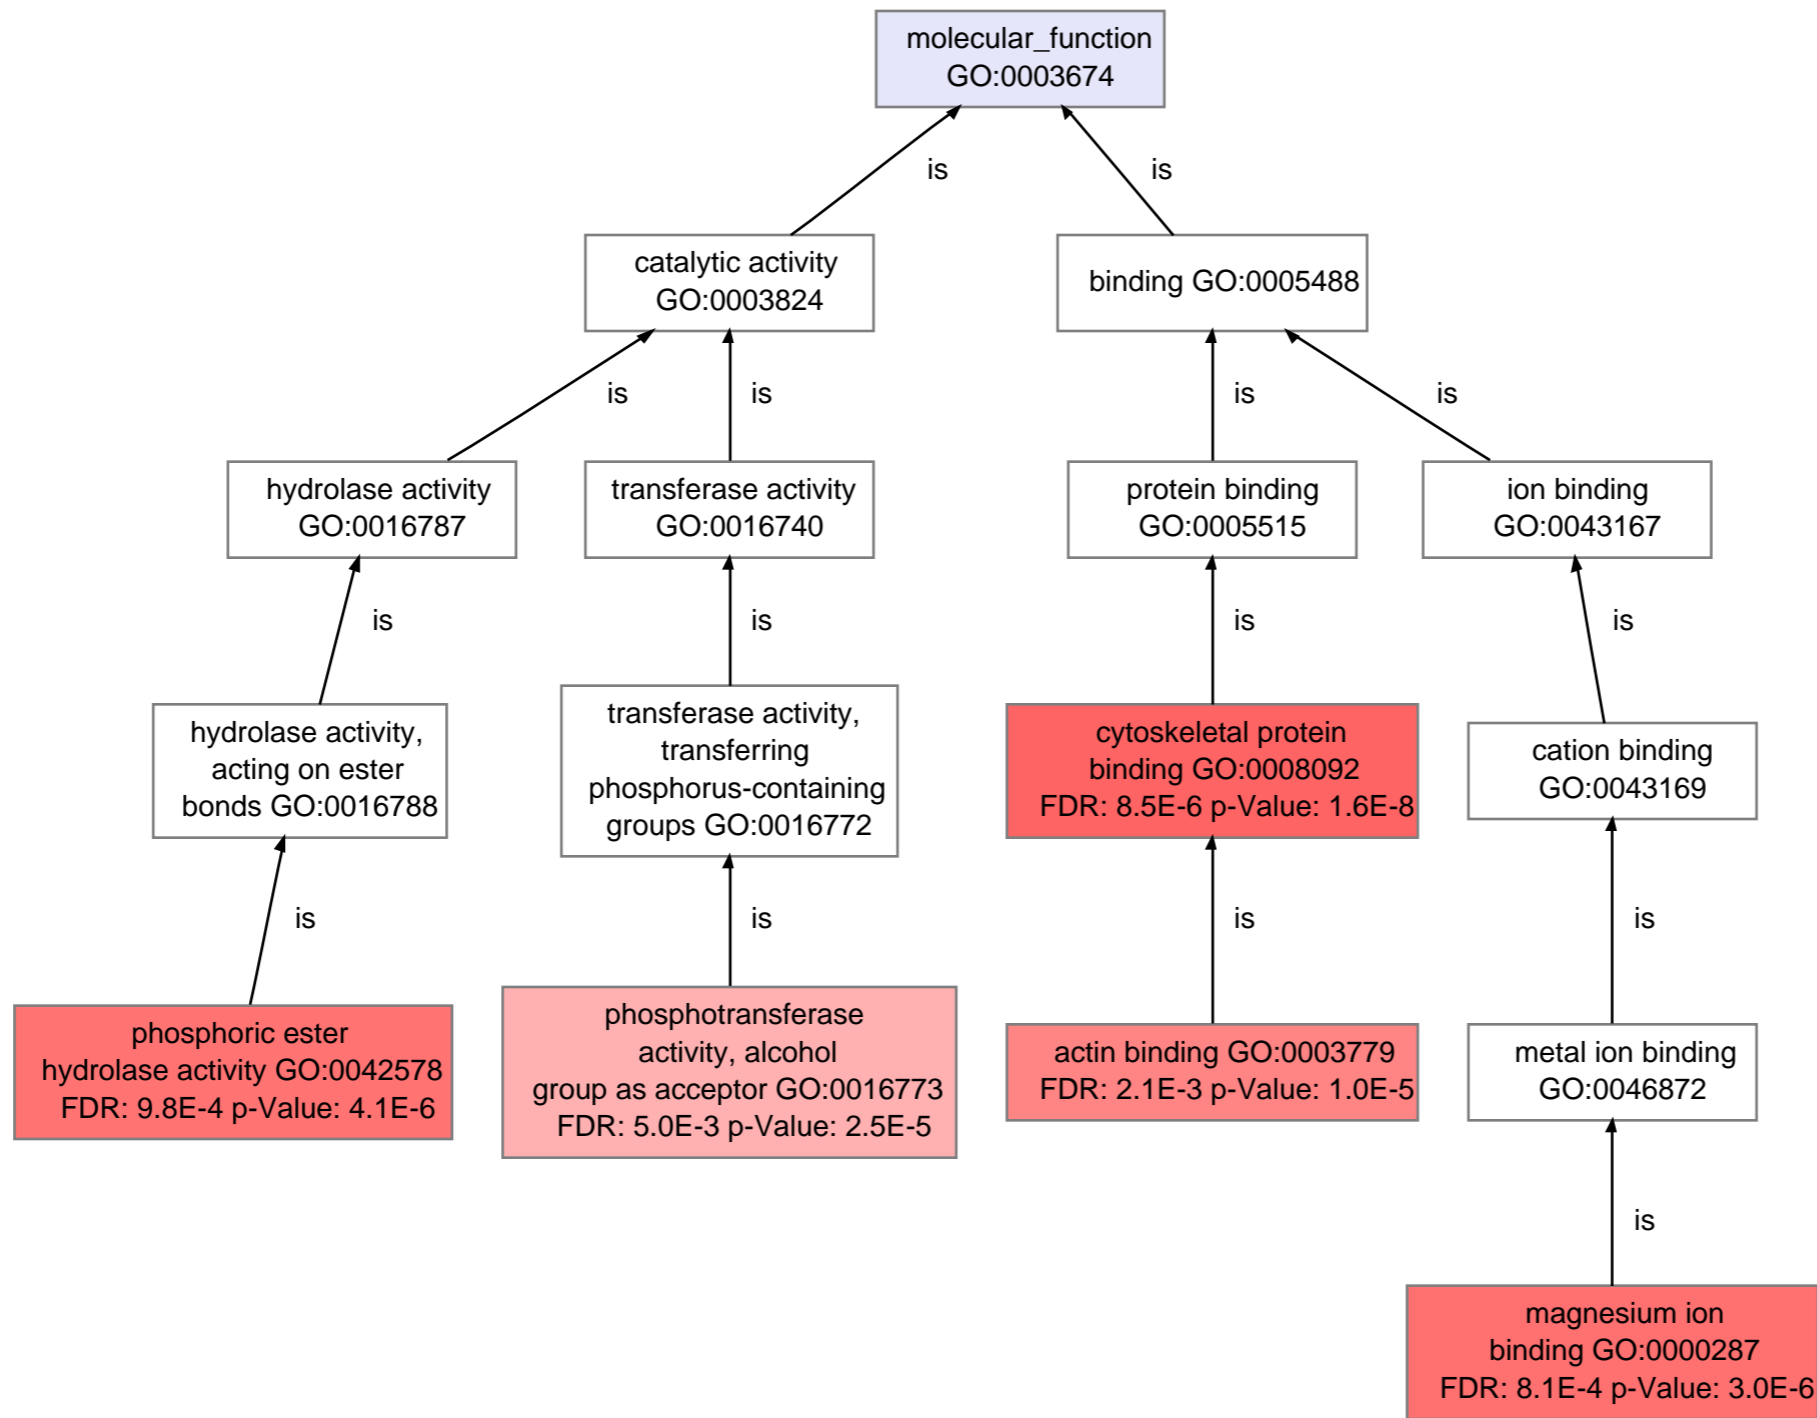 molecular_function
GO:0003674
is
is
catalytic activity
GO:0003824
binding GO:0005488
is
is
is
is
hydrolase activity
GO:0016787
transferase activity
GO:0016740
protein binding
GO:0005515
ion binding
GO:0043167
is
is
is
is
hydrolase activity,
acting on ester
bonds GO:0016788
transferase activity,
transferring
phosphorus-containing
groups GO:0016772
cytoskeletal protein
binding GO:0008092
FDR: 8.5E-6 p-Value: 1.6E-8
cation binding
GO:0043169
is
is
is
is
phosphoric ester
hydrolase activity GO:0042578
FDR: 9.8E-4 p-Value: 4.1E-6
phosphotransferase
activity, alcohol
group as acceptor GO:0016773
FDR: 5.0E-3 p-Value: 2.5E-5
actin binding GO:0003779
FDR: 2.1E-3 p-Value: 1.0E-5
metal ion binding
GO:0046872
is
magnesium ion
binding GO:0000287
FDR: 8.1E-4 p-Value: 3.0E-6